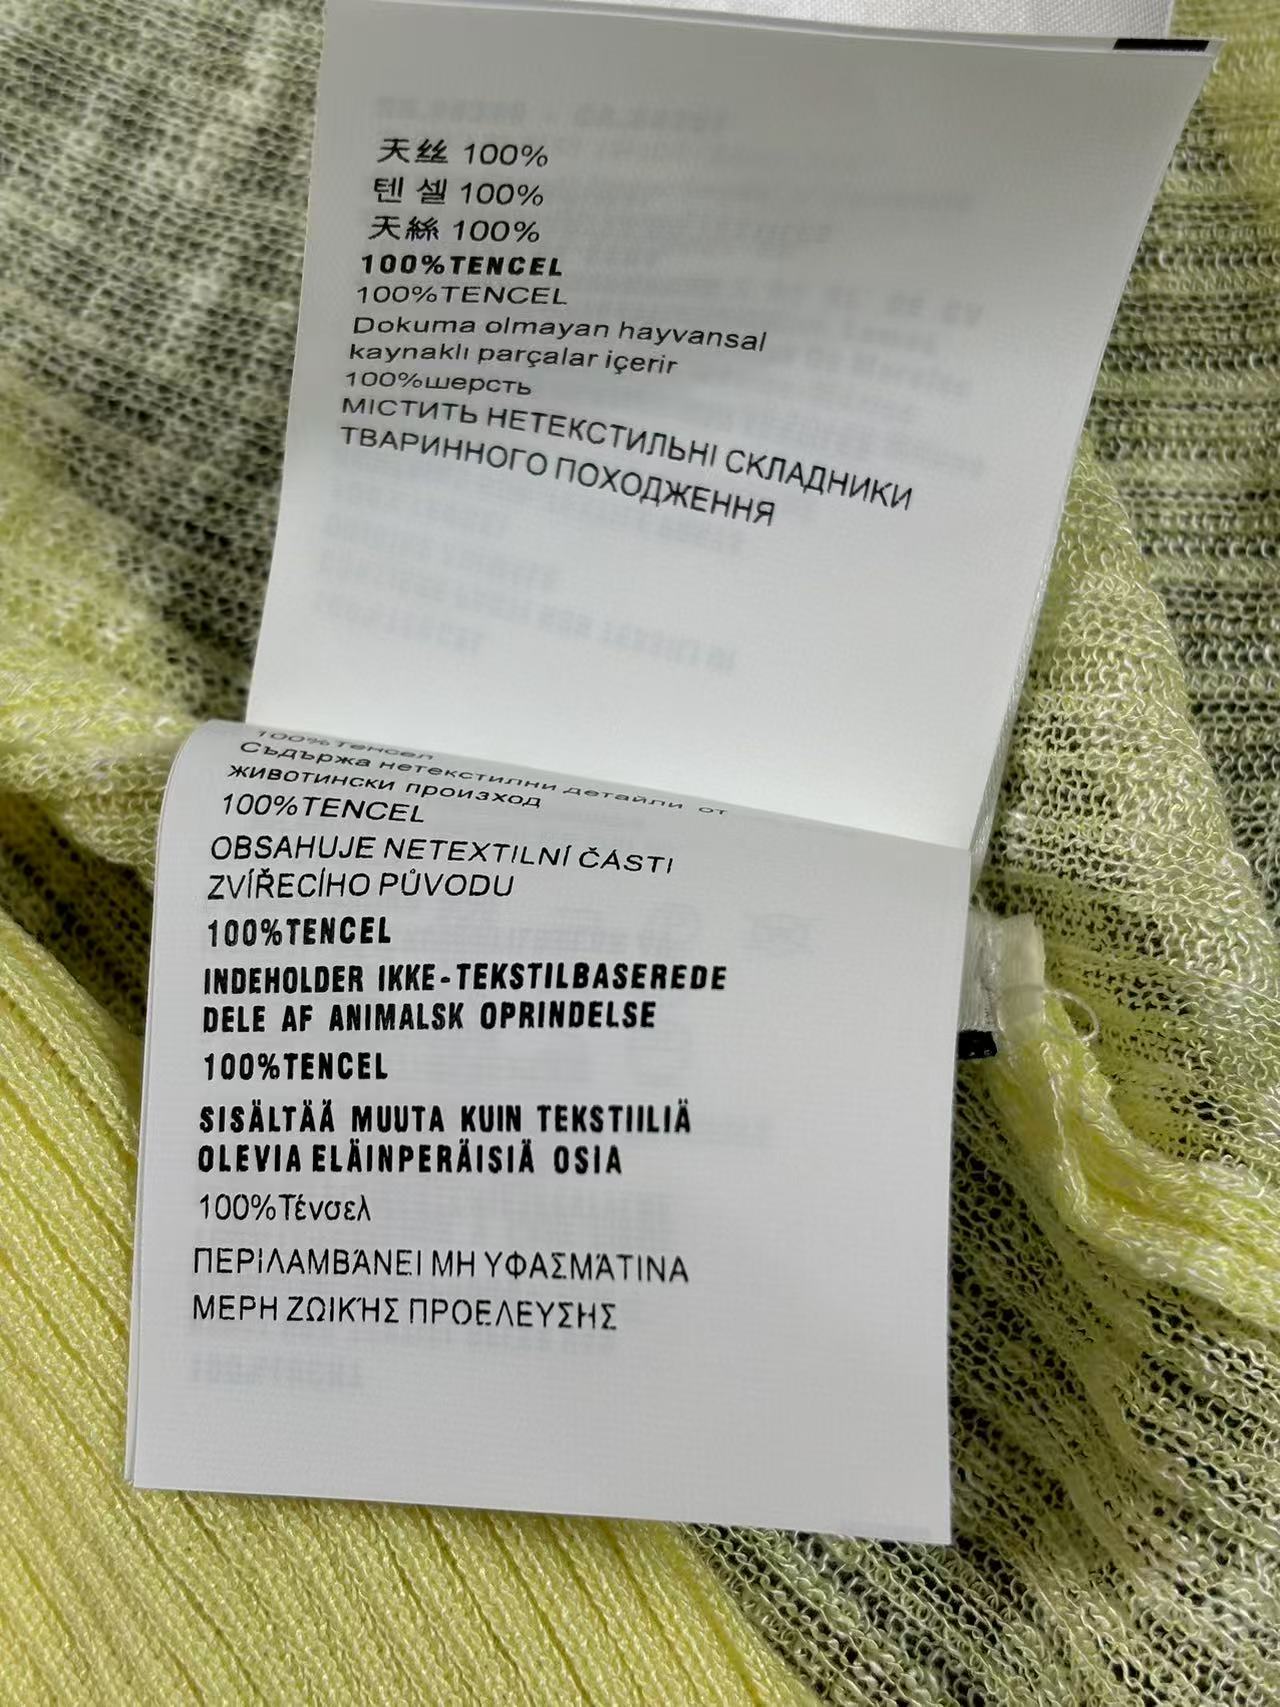 天丝 100%
텐 셀 100%
天絲 100%
100%TENCEL
100%TENCEL
Dokuma olmayan hayvansal
kaynaklı parçalar içerir
100%шерсть
МІСТИТЬ НЕТЕКСТИЛЬНІ СКЛАДНИКИ
ТВАРИННОГО ПОХОДЖЕННЯ
100%Тенсел
Съдържа нетекстилни детайли от
животински произход
100%TENCEL
OBSAHUJE NETEXTILNÍ ČÁSTI
ZVÍŘECÍHO PŮVODU
100%TENCEL
INDEHOLDER IKKE-TEKSTILBASEREDE
DELE AF ANIMALSK OPRINDELSE
100%TENCEL
SISÄLTÄÄ MUUTA KUIN TEKSTIILIÄ
OLEVIA ELÄINPERÄISIÄ OSIA
100%Τένσελ
ΠΕΡΙΛΑΜΒΆΝΕΙ ΜΗ ΥΦΑΣΜΆΤΙΝΑ
ΜΕΡΗ ΖΩΙΚΉΣ ΠΡΟΕΛΕΥΣΗΣ